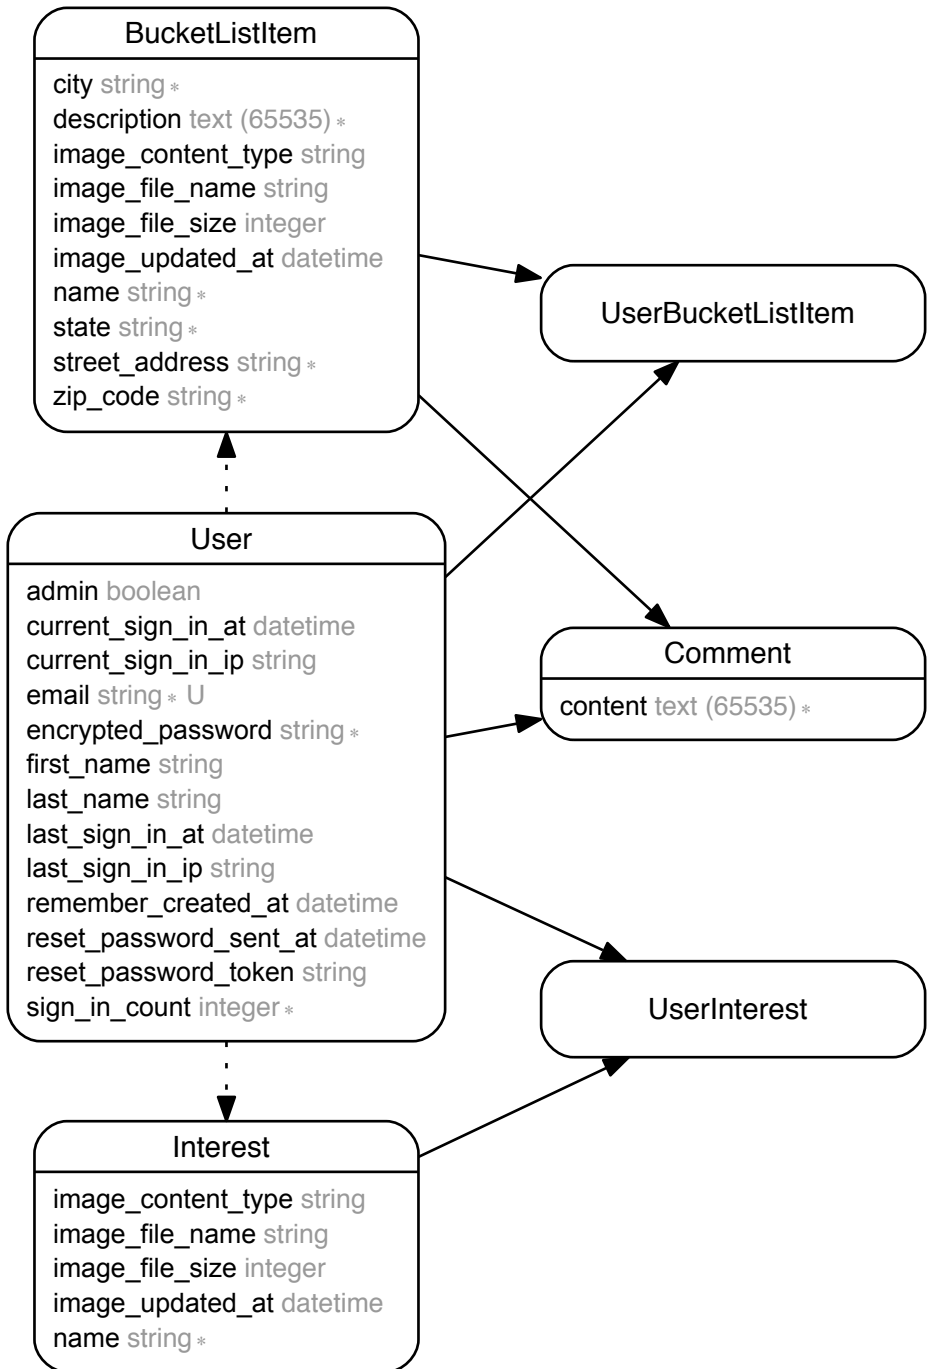 BucketListItem
city string ∗
description text (65535) ∗
image_content_type string
image_file_name string
image_file_size integer
image_updated_at datetime
name string ∗
state string ∗
street_address string ∗
zip_code string ∗
UserBucketListItem
User
admin boolean
current_sign_in_at datetime
current_sign_in_ip string
email string ∗ U
encrypted_password string ∗
first_name string
last_name string
last_sign_in_at datetime
last_sign_in_ip string
remember_created_at datetime
reset_password_sent_at datetime
reset_password_token string
sign_in_count integer ∗
Comment
content text (65535) ∗
UserInterest
Interest
image_content_type string
image_file_name string
image_file_size integer
image_updated_at datetime
name string ∗